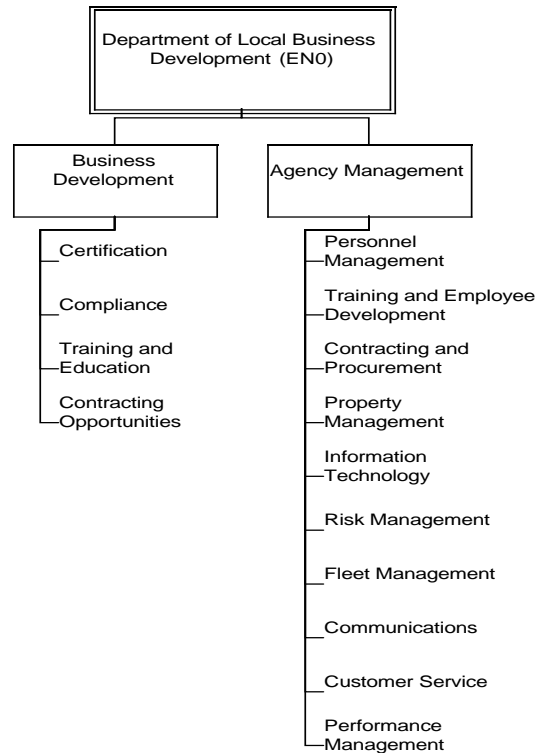 Department of Local Business
Development (EN0)
Business
Development
Agency Management
Certification
Compliance
Training and
Education
Contracting
Opportunities
Personnel
Management
Training and Employee
Development
Contracting and
Procurement
Property
Management
Information
Technology
Risk Management
Fleet Management
Communications
Customer Service
Performance
Management